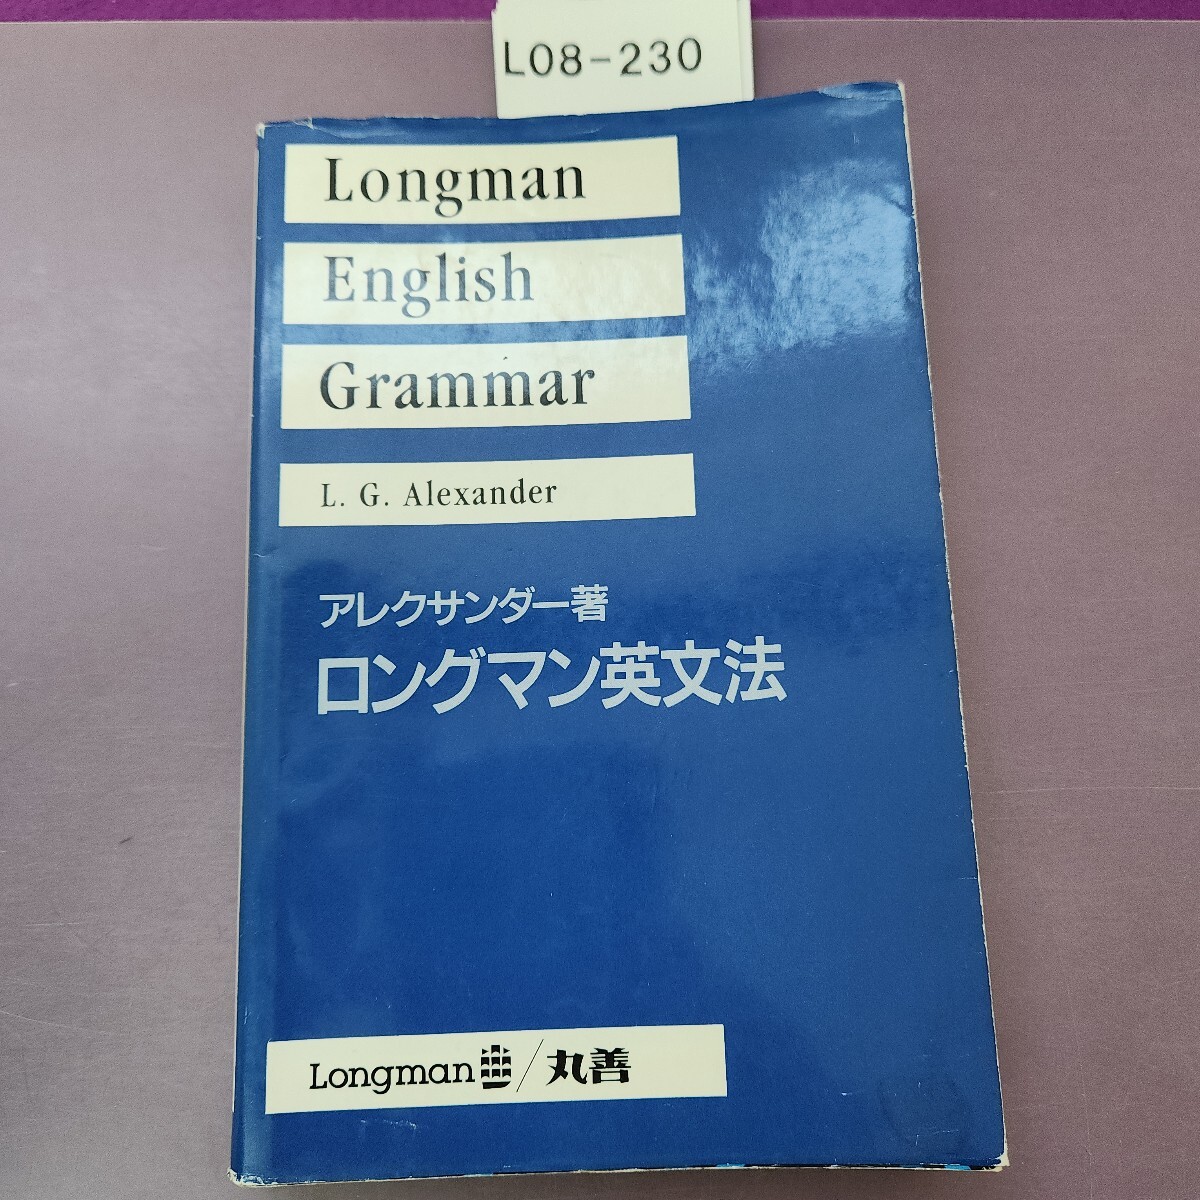 L08-230
Longman
English
Grammar
L. G. Alexander
アレクサンダー著
ロングマン英文法
Longman / 丸善